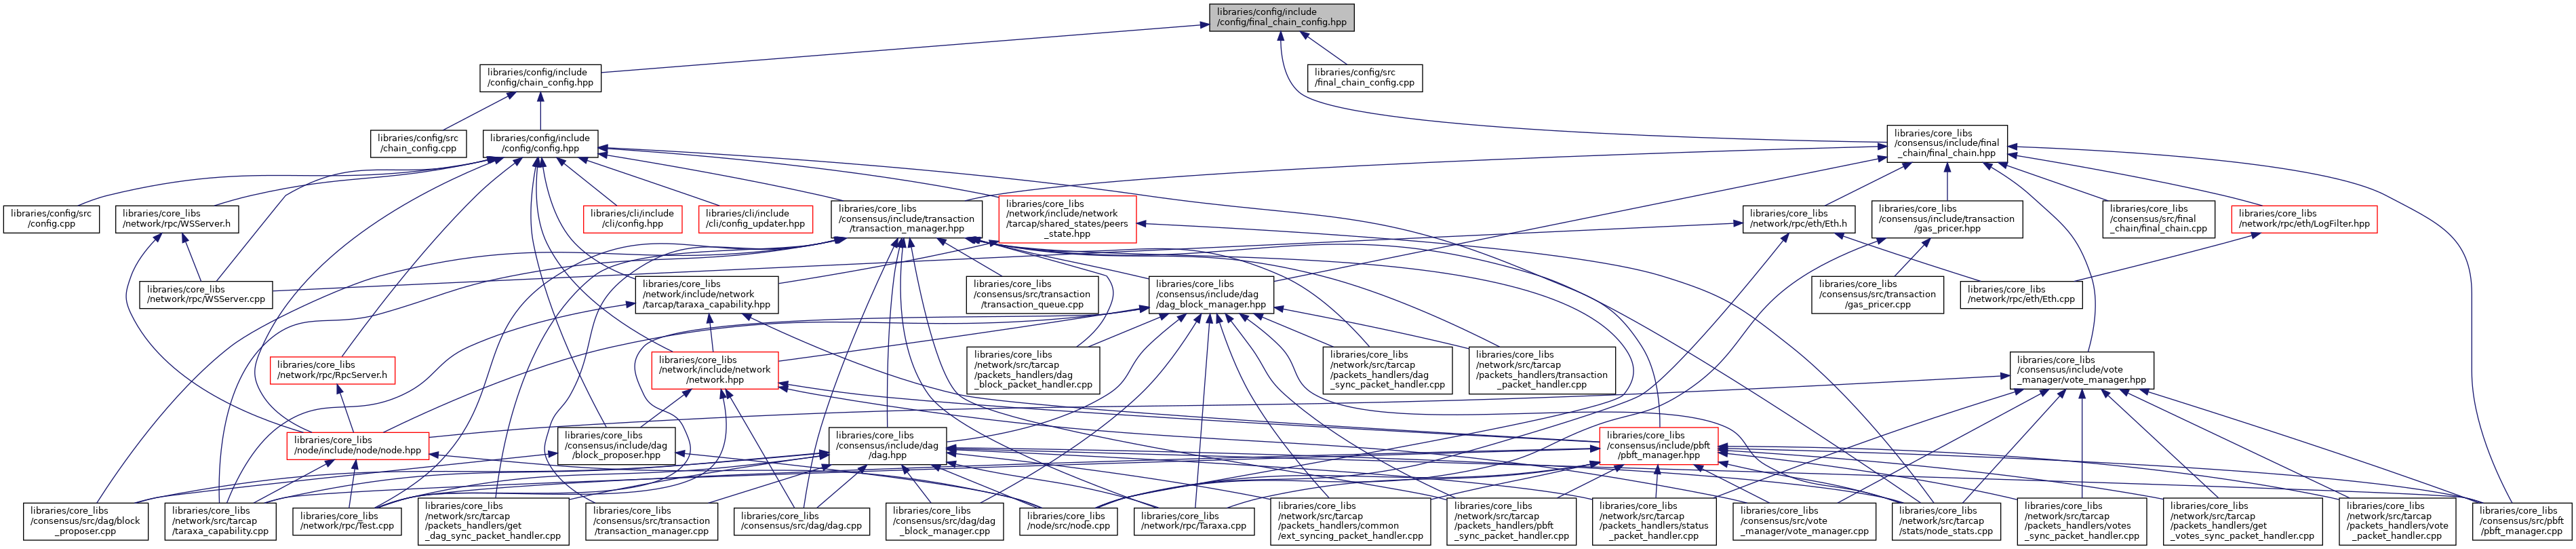 libraries/config/include
/config/final_chain_config.hpp
libraries/config/include
/config/chain_config.hpp
libraries/config/src
/final_chain_config.cpp
libraries/config/src
/chain_config.cpp
libraries/config/include
/config/config.hpp
libraries/core_libs
/consensus/include/final
_chain/final_chain.hpp
libraries/config/src
/config.cpp
libraries/core_libs
/network/rpc/WSServer.h
libraries/cli/include
/cli/config.hpp
libraries/cli/include
/cli/config_updater.hpp
libraries/core_libs
/consensus/include/transaction
/transaction_manager.hpp
libraries/core_libs
/network/include/network
/tarcap/shared_states/peers
_state.hpp
libraries/core_libs
/network/rpc/eth/Eth.h
libraries/core_libs
/consensus/include/transaction
/gas_pricer.hpp
libraries/core_libs
/consensus/src/final
_chain/final_chain.cpp
libraries/core_libs
/network/rpc/eth/LogFilter.hpp
libraries/core_libs
/network/rpc/WSServer.cpp
libraries/core_libs
/network/include/network
/tarcap/taraxa_capability.hpp
libraries/core_libs
/consensus/src/transaction
/transaction_queue.cpp
libraries/core_libs
/consensus/include/dag
/dag_block_manager.hpp
libraries/core_libs
/consensus/src/transaction
/gas_pricer.cpp
libraries/core_libs
/network/rpc/eth/Eth.cpp
libraries/core_libs
/network/rpc/RpcServer.h
libraries/core_libs
/network/include/network
/network.hpp
libraries/core_libs
/network/src/tarcap
/packets_handlers/dag
_block_packet_handler.cpp
libraries/core_libs
/network/src/tarcap
/packets_handlers/dag
_sync_packet_handler.cpp
libraries/core_libs
/network/src/tarcap
/packets_handlers/transaction
_packet_handler.cpp
libraries/core_libs
/consensus/include/vote
_manager/vote_manager.hpp
libraries/core_libs
/node/include/node/node.hpp
libraries/core_libs
/consensus/include/dag
/block_proposer.hpp
libraries/core_libs
/consensus/include/dag
/dag.hpp
libraries/core_libs
/consensus/include/pbft
/pbft_manager.hpp
libraries/core_libs
/consensus/src/dag/block
_proposer.cpp
libraries/core_libs
/network/src/tarcap
/taraxa_capability.cpp
libraries/core_libs
/network/rpc/Test.cpp
libraries/core_libs
/network/src/tarcap
/packets_handlers/get
_dag_sync_packet_handler.cpp
libraries/core_libs
/consensus/src/transaction
/transaction_manager.cpp
libraries/core_libs
/consensus/src/dag/dag.cpp
libraries/core_libs
/consensus/src/dag/dag
_block_manager.cpp
libraries/core_libs
/node/src/node.cpp
libraries/core_libs
/network/rpc/Taraxa.cpp
libraries/core_libs
/network/src/tarcap
/packets_handlers/common
/ext_syncing_packet_handler.cpp
libraries/core_libs
/network/src/tarcap
/packets_handlers/pbft
_sync_packet_handler.cpp
libraries/core_libs
/network/src/tarcap
/packets_handlers/status
_packet_handler.cpp
libraries/core_libs
/consensus/src/vote
_manager/vote_manager.cpp
libraries/core_libs
/network/src/tarcap
/stats/node_stats.cpp
libraries/core_libs
/network/src/tarcap
/packets_handlers/votes
_sync_packet_handler.cpp
libraries/core_libs
/network/src/tarcap
/packets_handlers/get
_votes_sync_packet_handler.cpp
libraries/core_libs
/network/src/tarcap
/packets_handlers/vote
_packet_handler.cpp
libraries/core_libs
/consensus/src/pbft
/pbft_manager.cpp